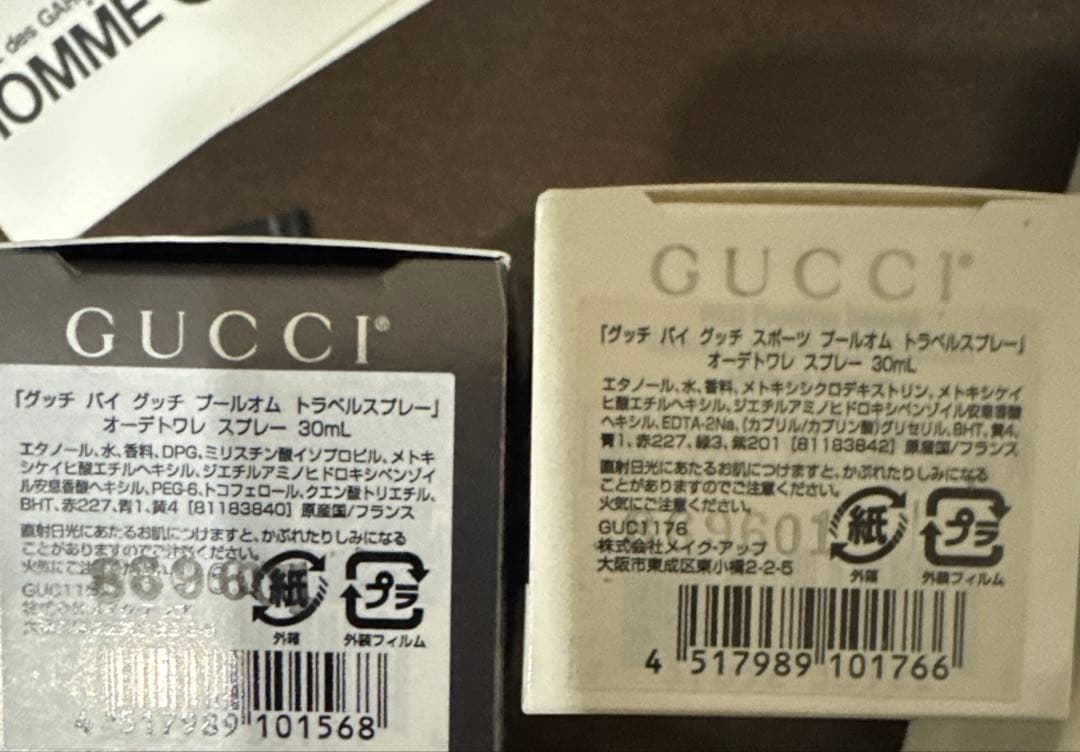 des GAR
HOMME
GUCCI®
「グッチ バイ グッチ プールオム トラベルスプレー」
オーデトワレ スプレー 30mL
エタノール、水、香料、DPG、ミリスチン酸イソプロピル、メトキ
シケイヒ酸エチルヘキシル、ジエチルアミノヒドロキシベンゾイ
ル安息香酸ヘキシル、PEG-6、トコフェロール、クエン酸トリエチル、
BHT、赤227、青1、黄4 [81183840] 原産国/フランス
直射日光にあたるお肌につけますと、かぶれたりしみになる
ことがありますのでご注意ください。
火気にご注
GUC11
紙
外箱
プラ
外装フィルム
4 517989 101568
GUCCI®
「グッチ バイ グッチ スポーツ プールオム トラベルスプレー」
オーデトワレ スプレー 30mL
エタノール、水、香料、メトキシシクロデキストリン、メトキシケイ
ヒ酸エチルヘキシル、ジエチルアミノヒドロキシベンゾイル安息香酸
ヘキシル、EDTA-2Na、(カプリル/カプリン酸)グリセリル、BHT、黄4、
青1、赤227、緑3、紫201 [81183842] 原産国/フランス
直射日光にあたるお肌につけますと、かぶれたりしみになる
ことがありますのでご注意ください。
火気にご注意ください。
GUC1176
株式会社メイク・アップ
大阪市東成区東小橋2-2-5
紙
外箱
プラ
外装フィルム
4 517989 101766